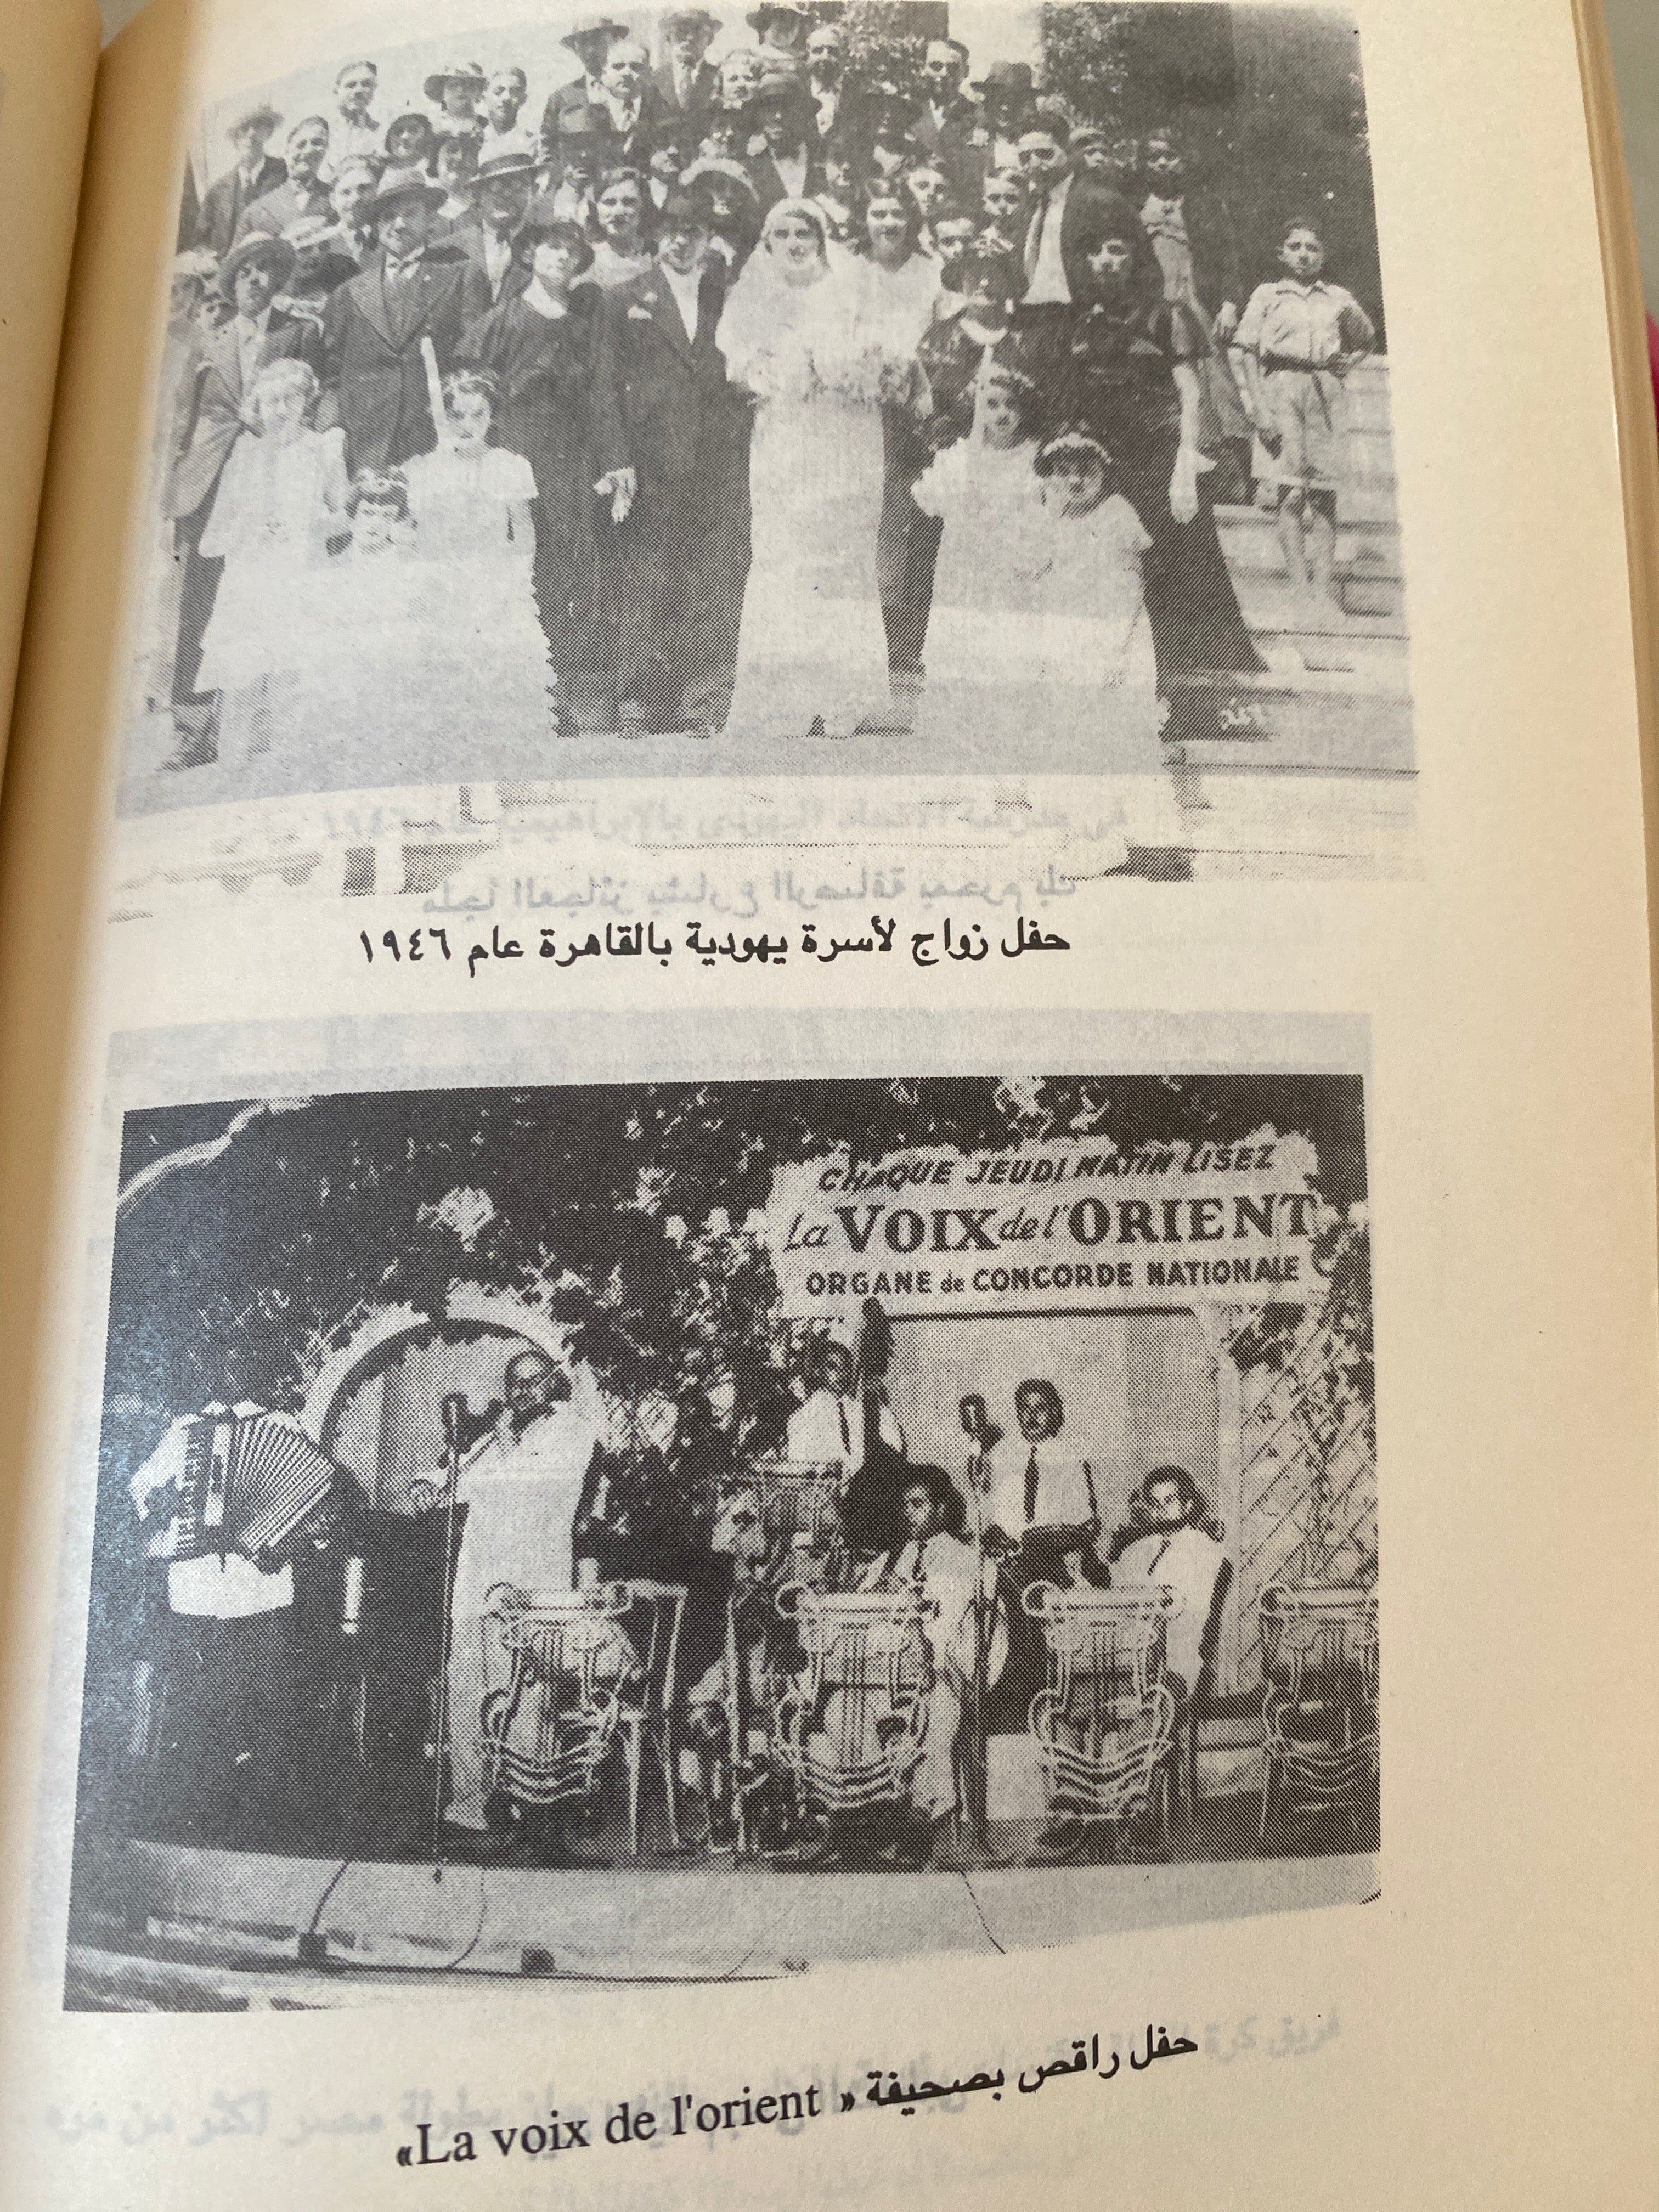 حفل زواج لأسرة يهودية بالقاهرة عام ١٩٤٦
CHAQUE JEUDI MATIN LISEZ
La VOIX de l'ORIENT
ORGANE de CONCORDE NATIONALE
حفل راقص بصحيفة «La voix de l'orient»